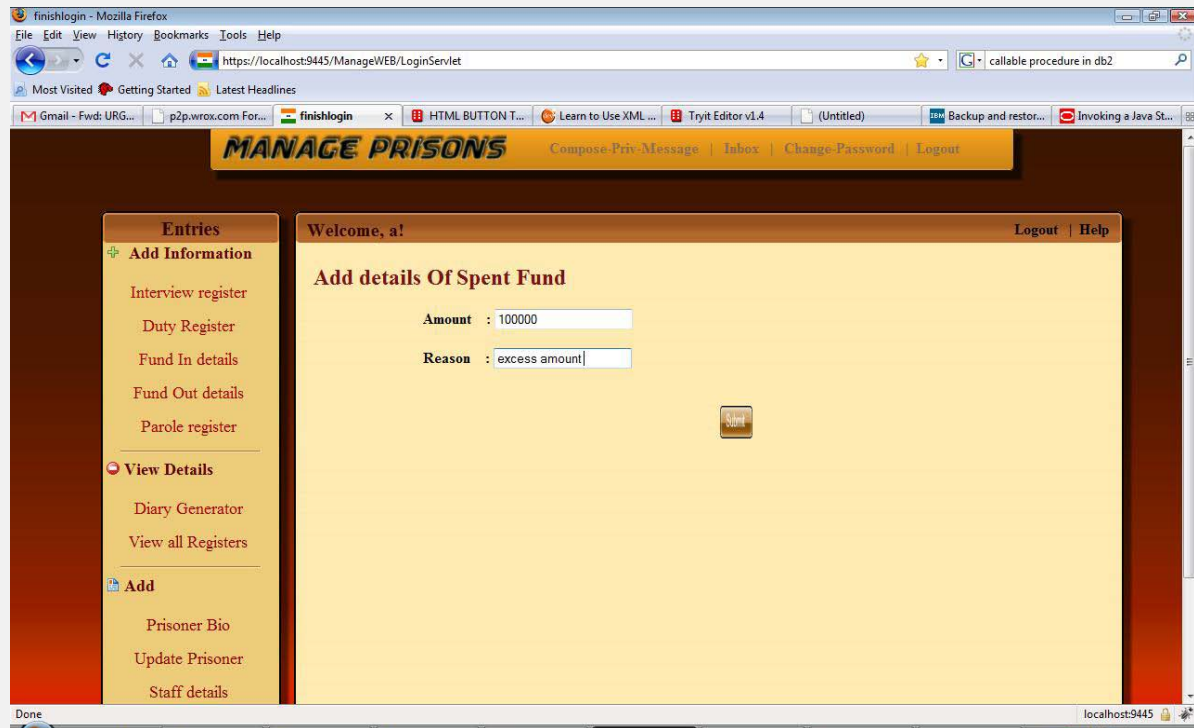 finishlogin - Mozilla Firefox
File Edit View History Bookmarks Tools Help
https://localhost:9445/ManageWEB/LoginServlet
callable procedure in db2
Most Visited Getting Started Latest Headlines
Gmail - Fwd: URG... p2p.wrox.com For... finishlogin HTML BUTTON T... Learn to Use XML ... Tryit Editor v1.4 (Untitled) Backup and restor... Invoking a Java St...
MANAGE PRISONS Compose-Priv-Message | Inbox | Change-Password | Logout
Entries
Welcome, a! Logout | Help
Add Information
Add details Of Spent Fund
Interview register
Amount : 100000
Duty Register
Reason : excess amount
Fund In details
Fund Out details
Submit
Parole register
View Details
Diary Generator
View all Registers
Add
Prisoner Bio
Update Prisoner
Staff details
Done localhost:9445